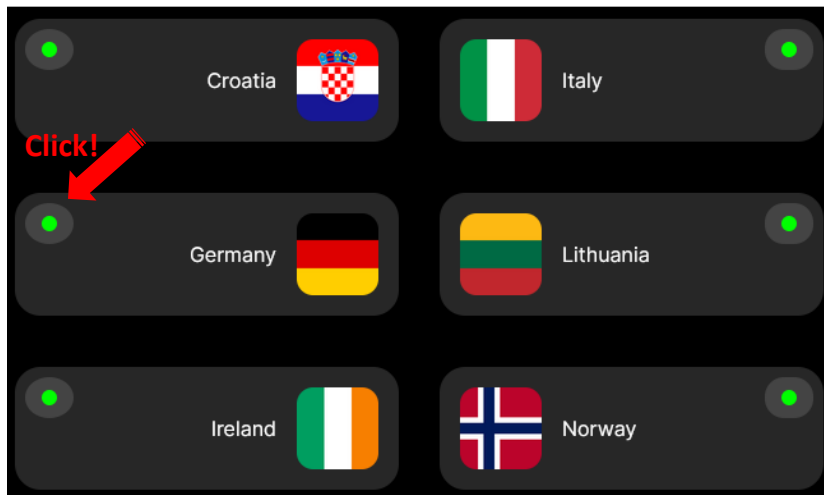 Croatia
Italy
Click!
Germany
Lithuania
Ireland
Norway